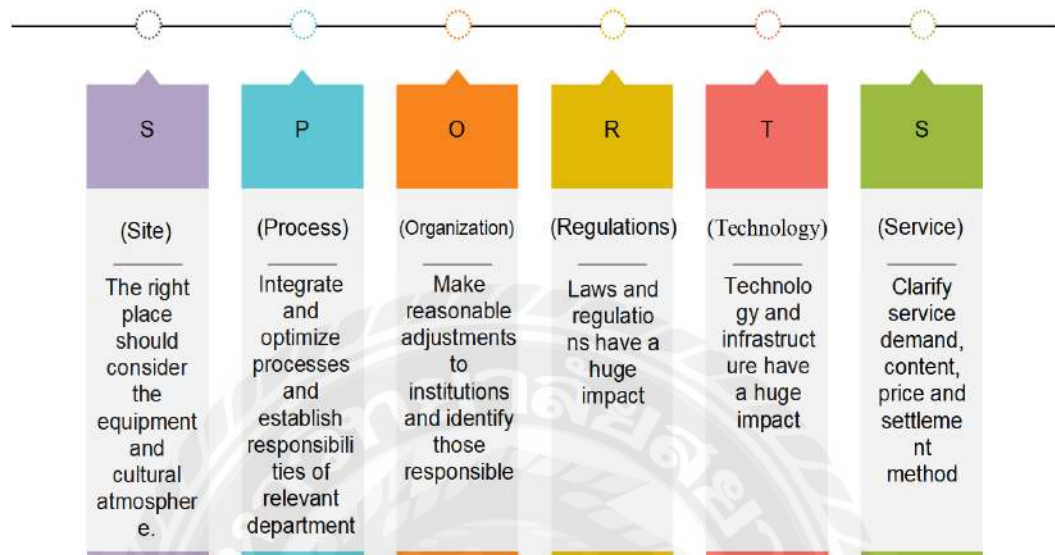 S
P
O
R
T
S
(Site)
The right
place
should
consider
the
equipment
and
cultural
atmospher
e.
(Process)
Integrate
and
optimize
processes
and
establish
responsibili
ties of
relevant
department
(Organization)
Make
reasonable
adjustments
to
institutions
and identify
those
responsible
(Regulations)
Laws and
regulatio
ns have a
huge
impact
(Technology)
Technolo
gy and
infrastruct
ure have
a huge
impact
(Service)
Clarify
service
demand,
content,
price and
settleme
nt
method